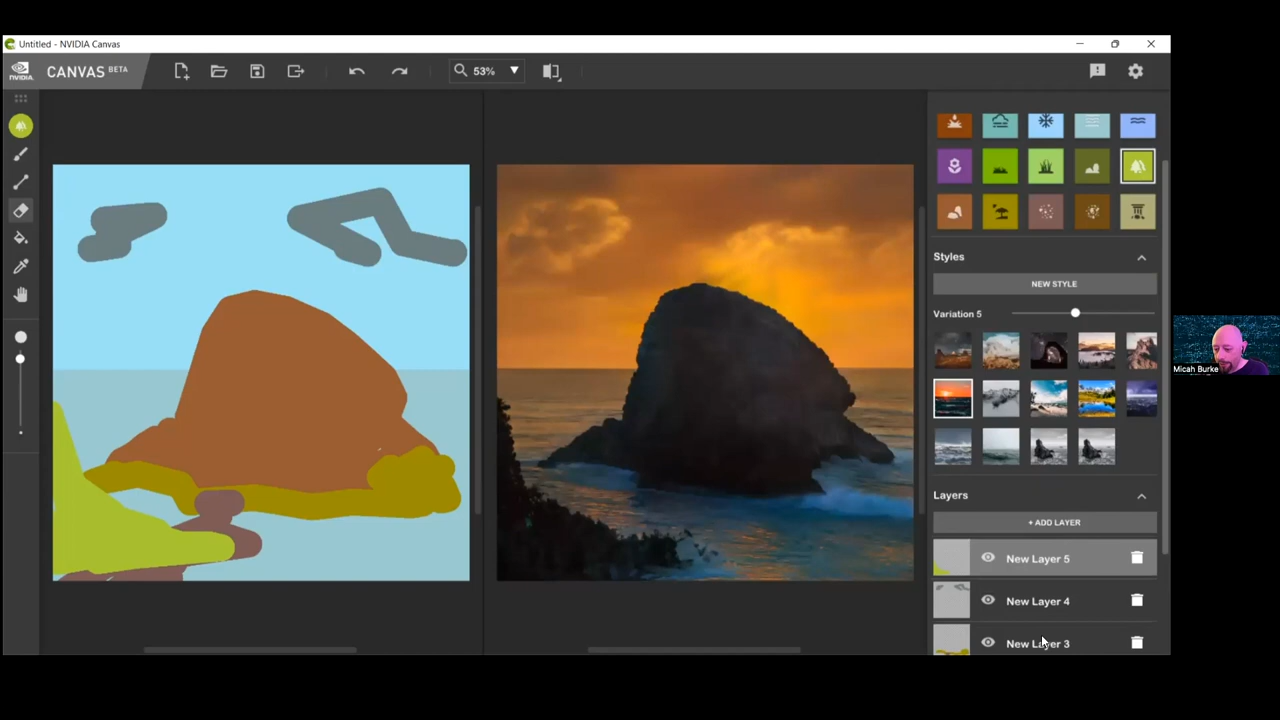 Untitled - NVIDIA Canvas
NVIDIA
CANVAS BETA
53%
Styles
NEW STYLE
Variation 5
Micah Burke
Layers
+ ADD LAYER
New Layer 5
New Layer 4
New Layer 3